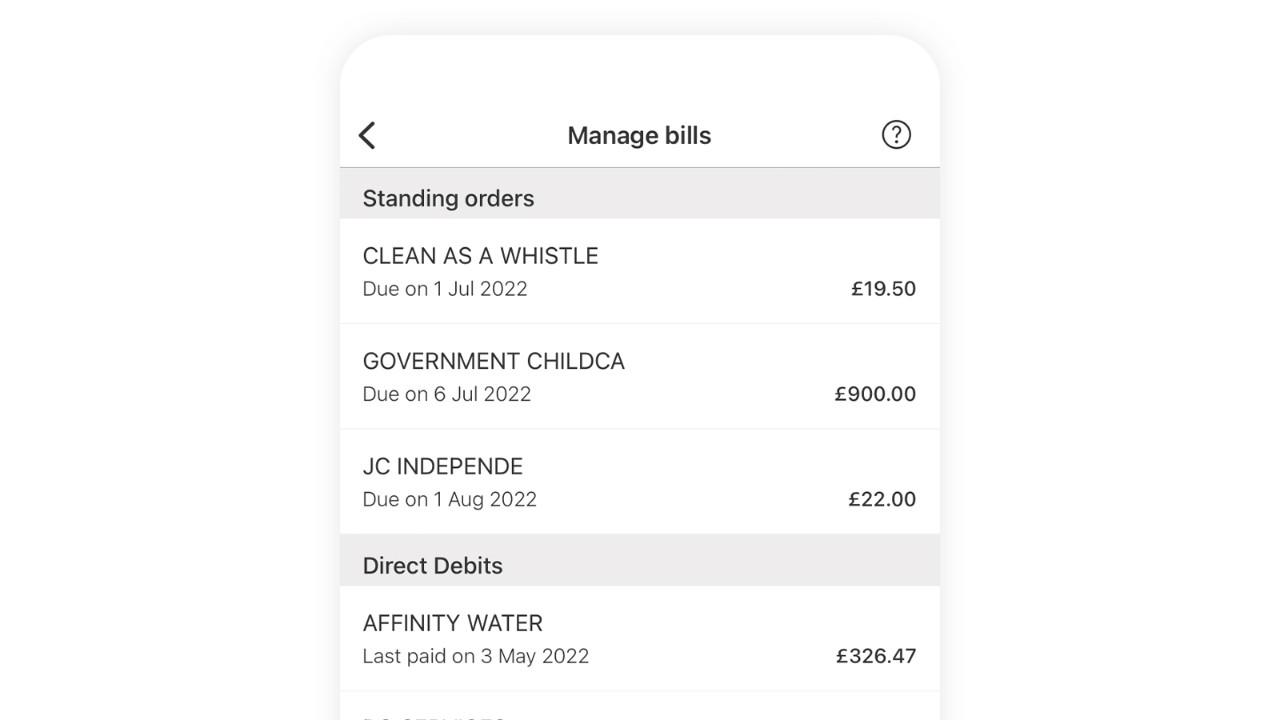 Manage bills
Standing orders
CLEAN AS A WHISTLE
Due on 1 Jul 2022 £19.50
GOVERNMENT CHILDCA
Due on 6 Jul 2022 £900.00
JC INDEPENDE
Due on 1 Aug 2022 £22.00
Direct Debits
AFFINITY WATER
Last paid on 3 May 2022 £326.47